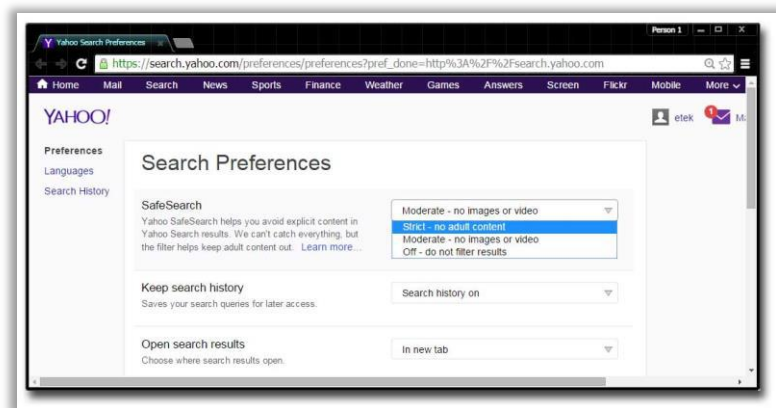 Person 1
Yahoo Search Preferences
https://search.yahoo.com/preferences/preferences?pref_done=http%3A%2F%2Fsearch.yahoo.com
Home Mail Search News Sports Finance Weather Games Answers Screen Flickr Mobile More
YAHOO!
etek 1 M
Preferences
Languages
Search History
Search Preferences
SafeSearch
Yahoo SafeSearch helps you avoid explicit content in
Yahoo Search results. We can't catch everything, but
the filter helps keep adult content out. Learn more...
Moderate - no images or video
Strict - no adult content
Moderate - no images or video
Off - do not filter results
Keep search history
Saves your search queries for later access.
Search history on
Open search results
Choose where search results open.
In new tab